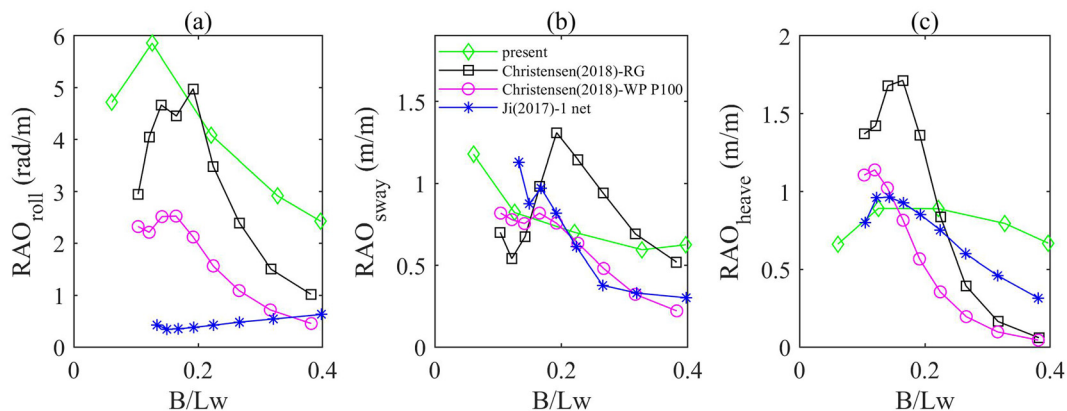 (a)
RAO_roll (rad/m)
6
5
4
3
2
1
0
0
0.2
0.4
B/Lw
(b)
present
Christensen(2018)-RG
Christensen(2018)-WP P100
Ji(2017)-1 net
RAO_sway (m/m)
1.5
1
0.5
0
0
0.2
0.4
B/Lw
(c)
RAO_heave (m/m)
2
1.5
1
0.5
0
0
0.2
0.4
B/Lw